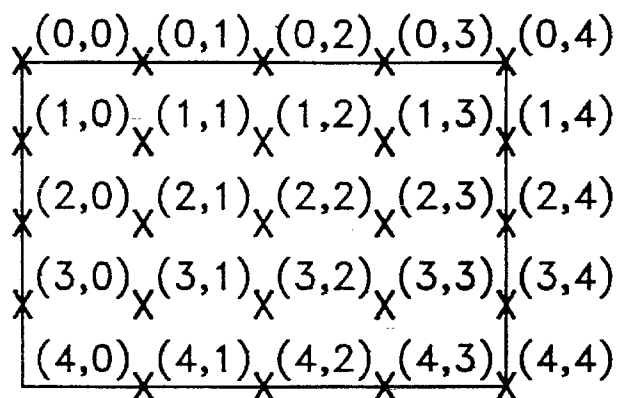 (0,0) (0,1) (0,2) (0,3) (0,4)
(1,0) (1,1) (1,2) (1,3) (1,4)
(2,0) (2,1) (2,2) (2,3) (2,4)
(3,0) (3,1) (3,2) (3,3) (3,4)
(4,0) (4,1) (4,2) (4,3) (4,4)